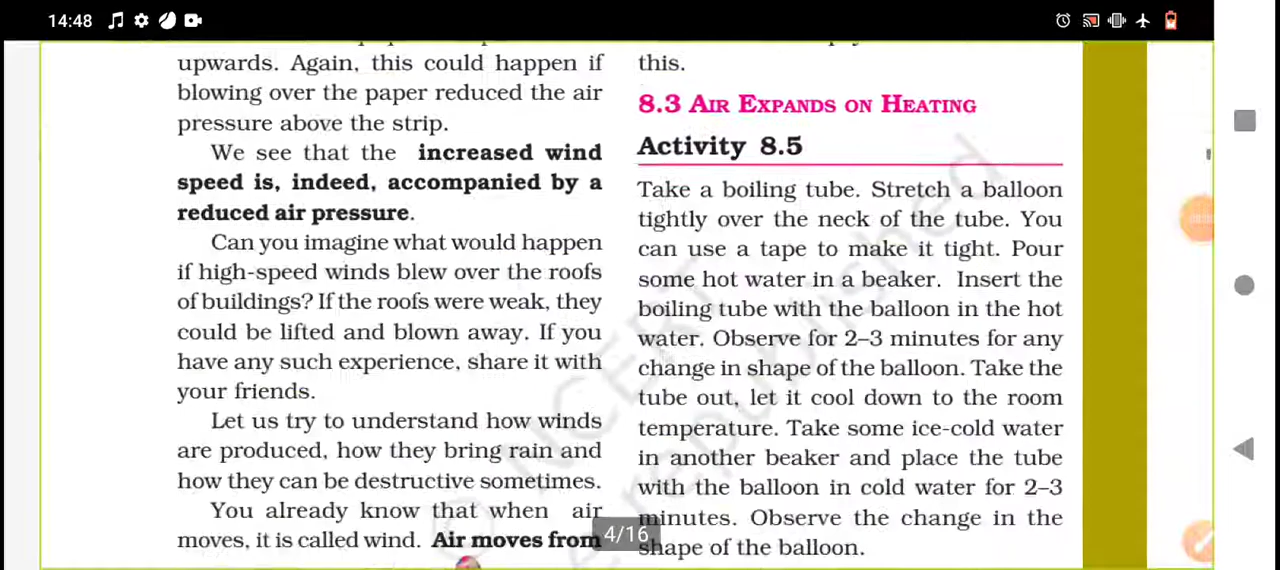 14:48
upwards. Again, this could happen if
blowing over the paper reduced the air
pressure above the strip.
We see that the increased wind
speed is, indeed, accompanied by a
reduced air pressure.
Can you imagine what would happen
if high-speed winds blew over the roofs
of buildings? If the roofs were weak, they
could be lifted and blown away. If you
have any such experience, share it with
your friends.
Let us try to understand how winds
are produced, how they bring rain and
how they can be destructive sometimes.
You already know that when air
moves, it is called wind. Air moves from
this.
8.3 AIR EXPANDS ON HEATING
Activity 8.5
Take a boiling tube. Stretch a balloon
tightly over the neck of the tube. You
can use a tape to make it tight. Pour
some hot water in a beaker. Insert the
boiling tube with the balloon in the hot
water. Observe for 2–3 minutes for any
change in shape of the balloon. Take the
tube out, let it cool down to the room
temperature. Take some ice-cold water
in another beaker and place the tube
with the balloon in cold water for 2–3
minutes. Observe the change in the
shape of the balloon.
4/16
© NCERT
republished